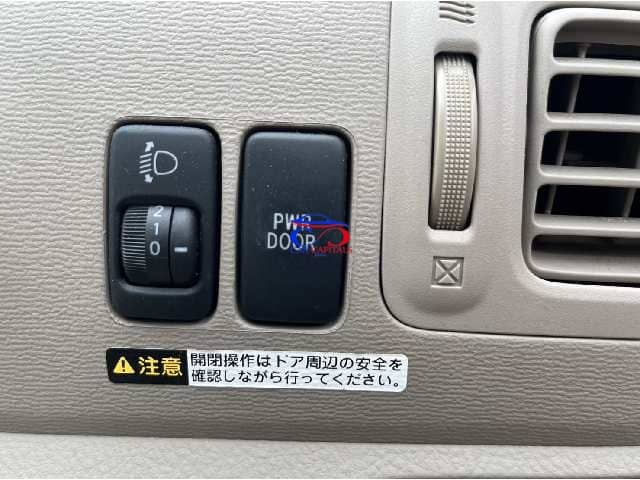 2
1
0
PWR
DOOR
CAPITALS
注意
開閉操作はドア周辺の安全を
確認しながら行ってください。